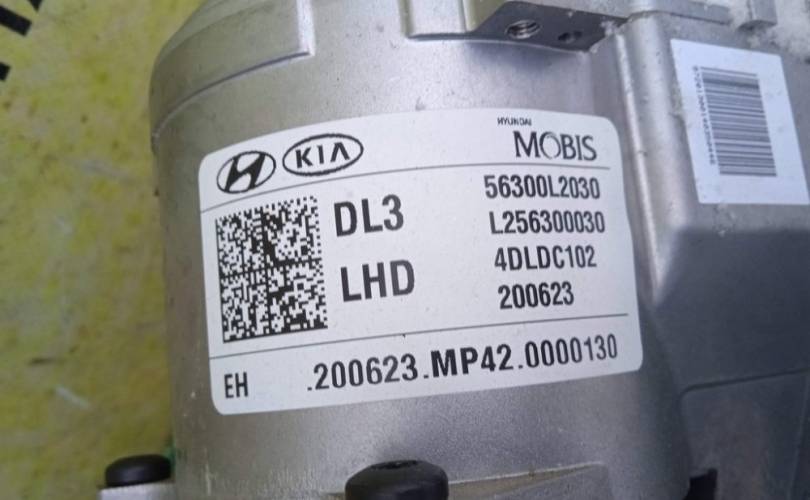 KIA
HYUNDAI
MOBIS
DL3
LHD
56300L2030
L256300030
4DLDC102
200623
EH .200623.MP42.0000130